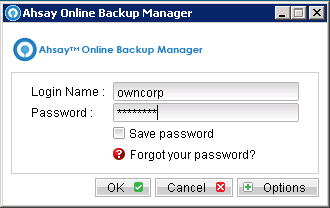 Ahsay Online Backup Manager
Ahsay™ Online Backup Manager
Login Name : owncorp
Password : ********
Save password
Forgot your password?
OK Cancel Options